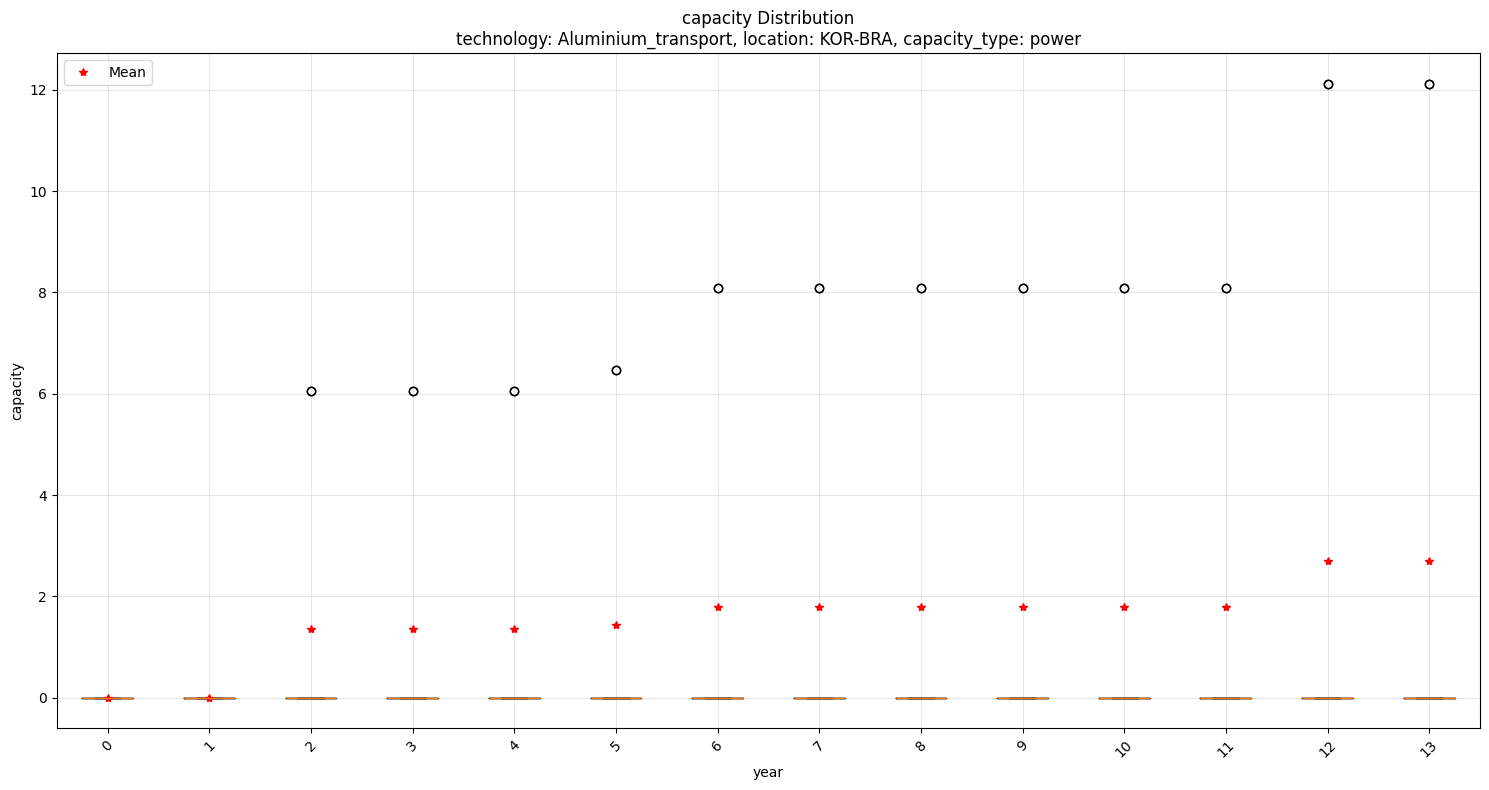 capacity Distribution
technology: Aluminium_transport, location: KOR-BRA, capacity_type: power
Mean
12
10
8
6
4
2
0
capacity
0 1 2 3 4 5 6 7 8 9 10 11 12 13
year